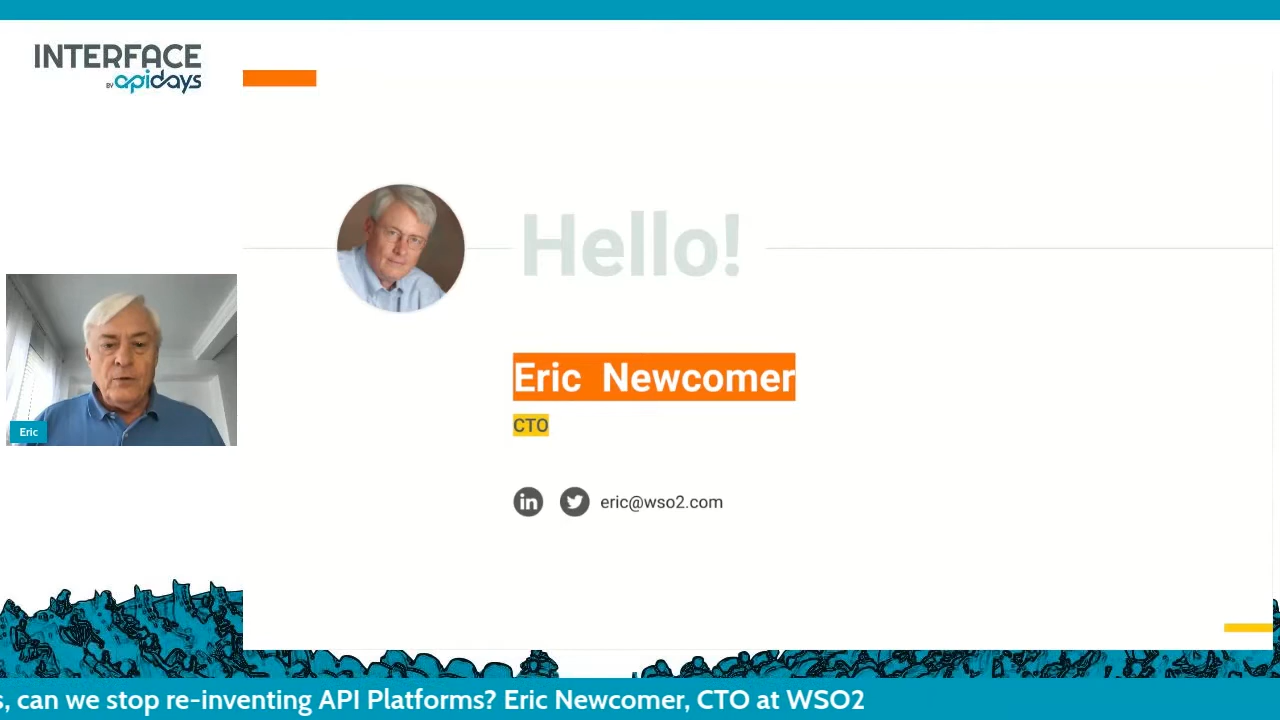 INTERFACE
BY apidays
Hello!
Eric Newcomer
CTO
in eric@wso2.com
Eric
s, can we stop re-inventing API Platforms? Eric Newcomer, CTO at WSO2